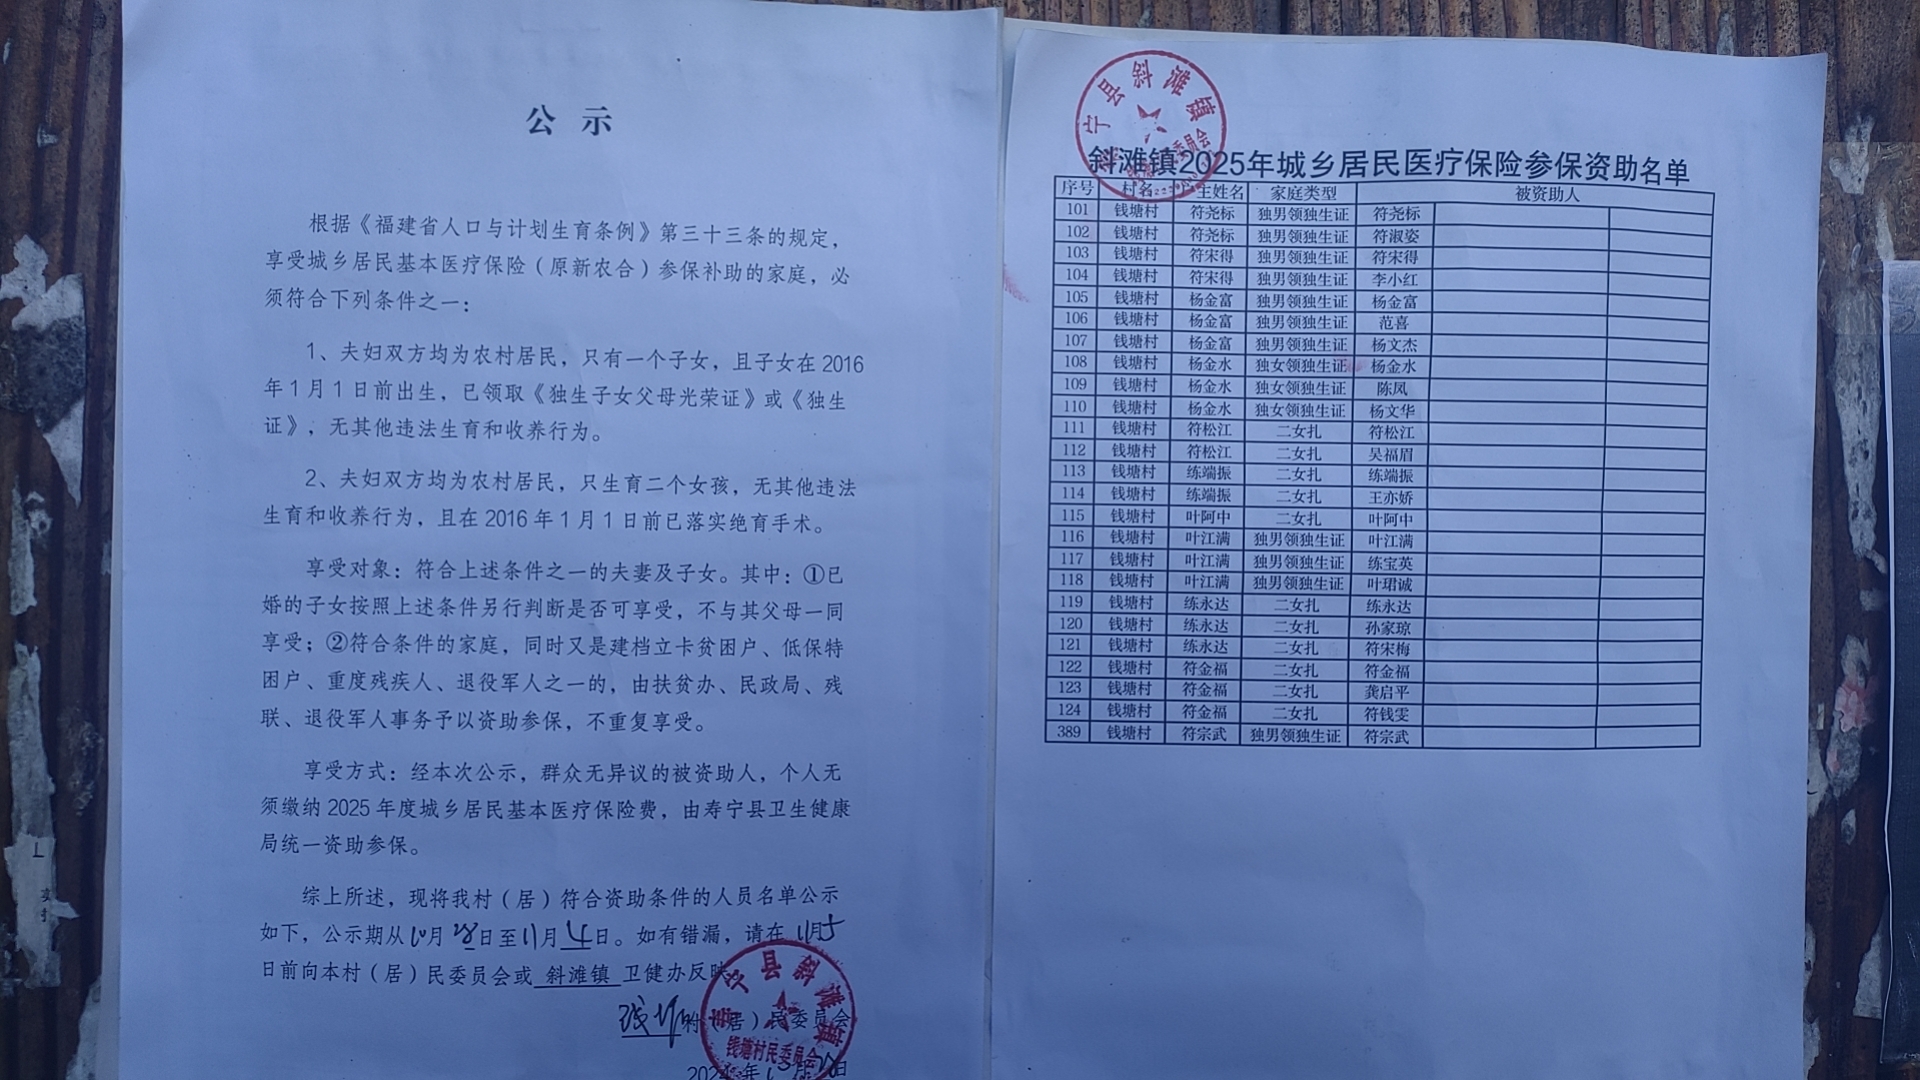 公示
根据《福建省人口与计划生育条例》第三十三条的规定，
享受城乡居民基本医疗保险（原新农合）参保补助的家庭，必
须符合下列条件之一：
1、夫妇双方均为农村居民，只有一个子女，且子女在 2016
年 1 月 1 日前出生，已领取《独生子女父母光荣证》或《独生
证》，无其他违法生育和收养行为。
2、夫妇双方均为农村居民，只生育二个女孩，无其他违法
生育和收养行为，且在 2016 年 1 月 1 日前已落实绝育手术。
享受对象：符合上述条件之一的夫妻及子女。其中：①已
婚的子女按照上述条件另行判断是否可享受，不与其父母一同
享受；②符合条件的家庭，同时又是建档立卡贫困户、低保特
困户、重度残疾人、退役军人之一的，由扶贫办、民政局、残
联、退役军人事务予以资助参保，不重复享受。
享受方式：经本次公示，群众无异议的被资助人，个人无
须缴纳 2025 年度城乡居民基本医疗保险费，由寿宁县卫生健康
局统一资助参保。
综上所述，现将我村（居）符合资助条件的人员名单公示
如下，公示期从10月28日至11月4日。如有错漏，请在11月5
日前向本村（居）民委员会或 斜滩镇 卫健办反映
村（居）民委员会
寿宁县斜滩镇
钱塘村民委员会
宁县斜滩镇
斜滩镇2025年城乡居民医疗保险参保资助名单
序号 村名 户主姓名 家庭类型 被资助人
101 钱塘村 符尧标 独男领独生证 符尧标
102 钱塘村 符尧标 独男领独生证 符淑姿
103 钱塘村 符宋得 独男领独生证 符宋得
104 钱塘村 符宋得 独男领独生证 李小红
105 钱塘村 杨金富 独男领独生证 杨金富
106 钱塘村 杨金富 独男领独生证 范喜
107 钱塘村 杨金富 独男领独生证 杨文杰
108 钱塘村 杨金水 独女领独生证 杨金水
109 钱塘村 杨金水 独女领独生证 陈凤
110 钱塘村 杨金水 独女领独生证 杨文华
111 钱塘村 符松江 二女扎 符松江
112 钱塘村 符松江 二女扎 吴福眉
113 钱塘村 练端振 二女扎 练端振
114 钱塘村 练端振 二女扎 王亦娇
115 钱塘村 叶阿中 二女扎 叶阿中
116 钱塘村 叶江满 独男领独生证 叶江满
117 钱塘村 叶江满 独男领独生证 练宝英
118 钱塘村 叶江满 独男领独生证 叶珺诚
119 钱塘村 练永达 二女扎 练永达
120 钱塘村 练永达 二女扎 孙家琼
121 钱塘村 练永达 二女扎 符宋梅
122 钱塘村 符金福 二女扎 符金福
123 钱塘村 符金福 二女扎 龚启平
124 钱塘村 符金福 二女扎 符钱雯
389 钱塘村 符宗武 独男领独生证 符宗武